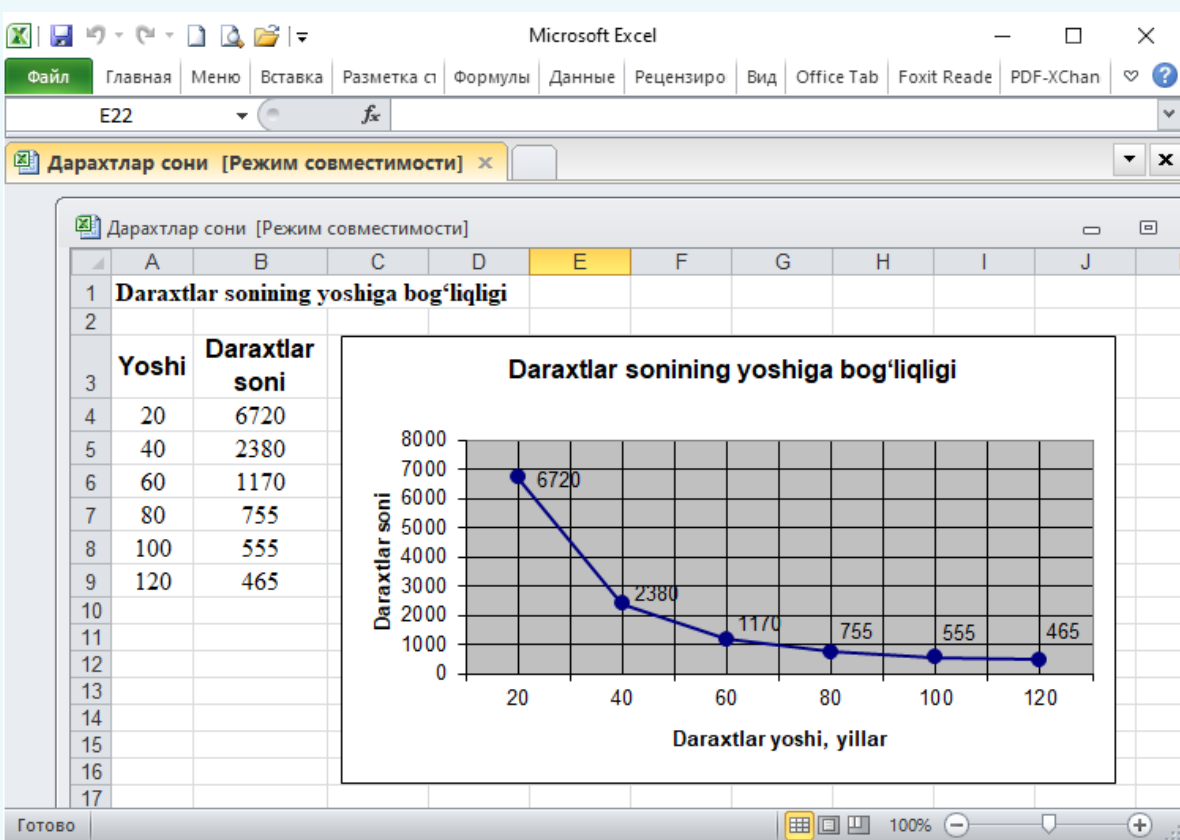 Microsoft Excel
Файл Главная Меню Вставка Разметка ст Формулы Данные Рецензиро Вид Office Tab Foxit Reade PDF-XChan
E22 fx
Дарахтлар сони [Режим совместимости]
Дарахтлар сони [Режим совместимости]
A B C D E F G H I J
1 Daraxtlar sonining yoshiga bog‘liqligi
2
3 Yoshi Daraxtlar soni
4 20 6720
5 40 2380
6 60 1170
7 80 755
8 100 555
9 120 465
10
11
12
13
14
15
16
17
Daraxtlar sonining yoshiga bog‘liqligi
Daraxtlar soni
8000
7000
6000
5000
4000
3000
2000
1000
0
6720
2380
1170
755
555
465
20 40 60 80 100 120
Daraxtlar yoshi, yillar
Готово 100%